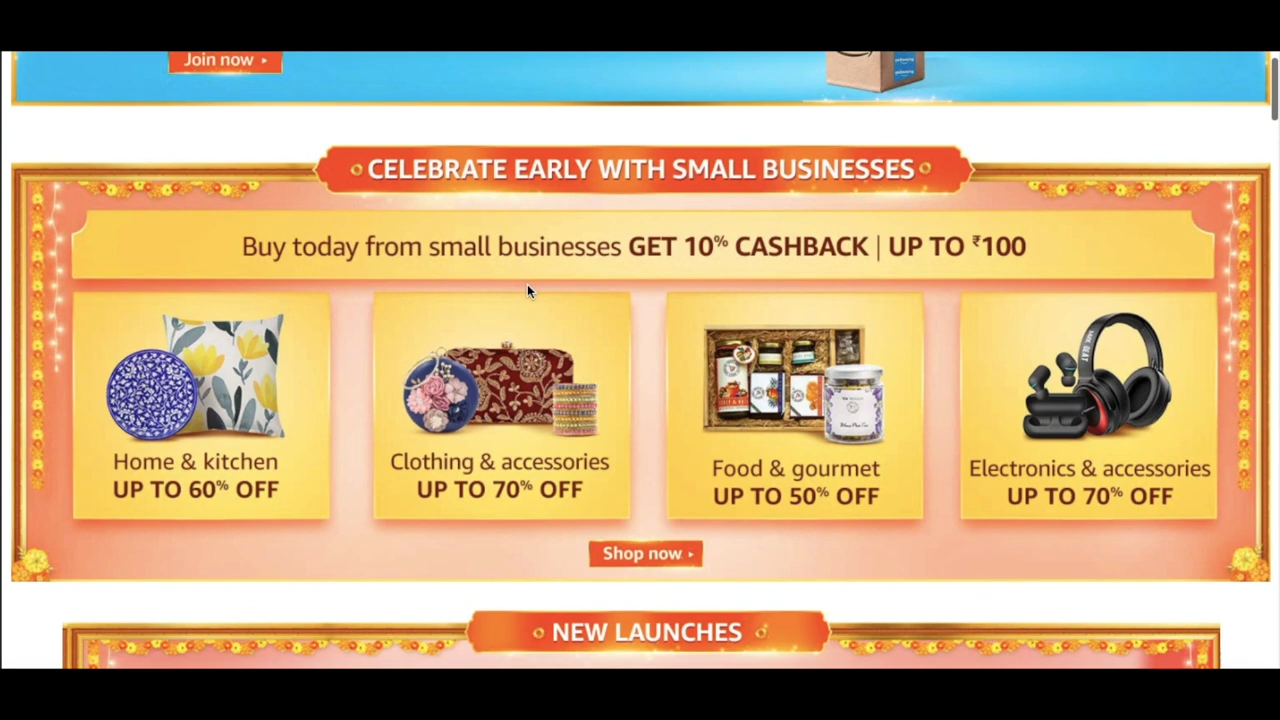 Join now ▸
CELEBRATE EARLY WITH SMALL BUSINESSES
Buy today from small businesses GET 10% CASHBACK | UP TO ₹100
Home & kitchen
UP TO 60% OFF
Clothing & accessories
UP TO 70% OFF
Food & gourmet
UP TO 50% OFF
Electronics & accessories
UP TO 70% OFF
Shop now ▸
NEW LAUNCHES